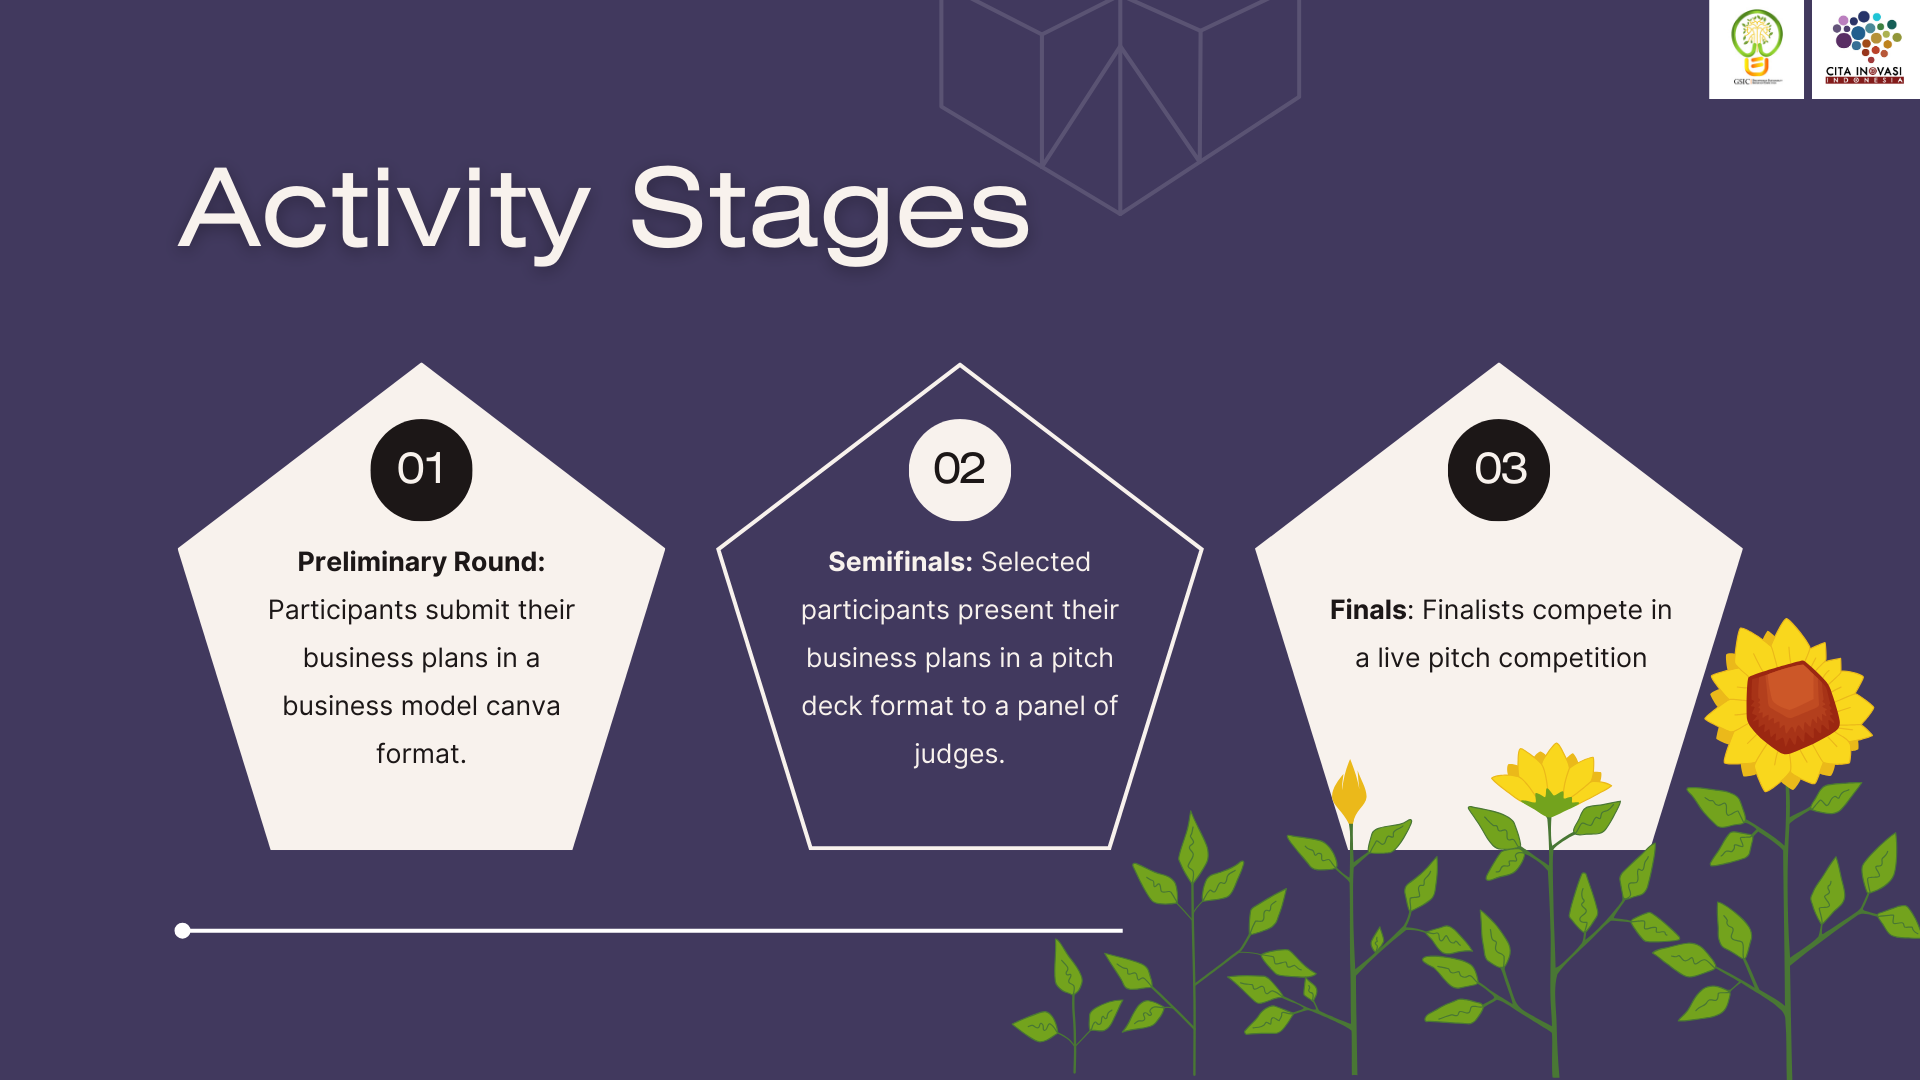 GSIC
CITA INOVASI
INDONESIA
Activity Stages
01
Preliminary Round:
Participants submit their
business plans in a
business model canva
format.
02
Semifinals: Selected
participants present their
business plans in a pitch
deck format to a panel of
judges.
03
Finals: Finalists compete in
a live pitch competition